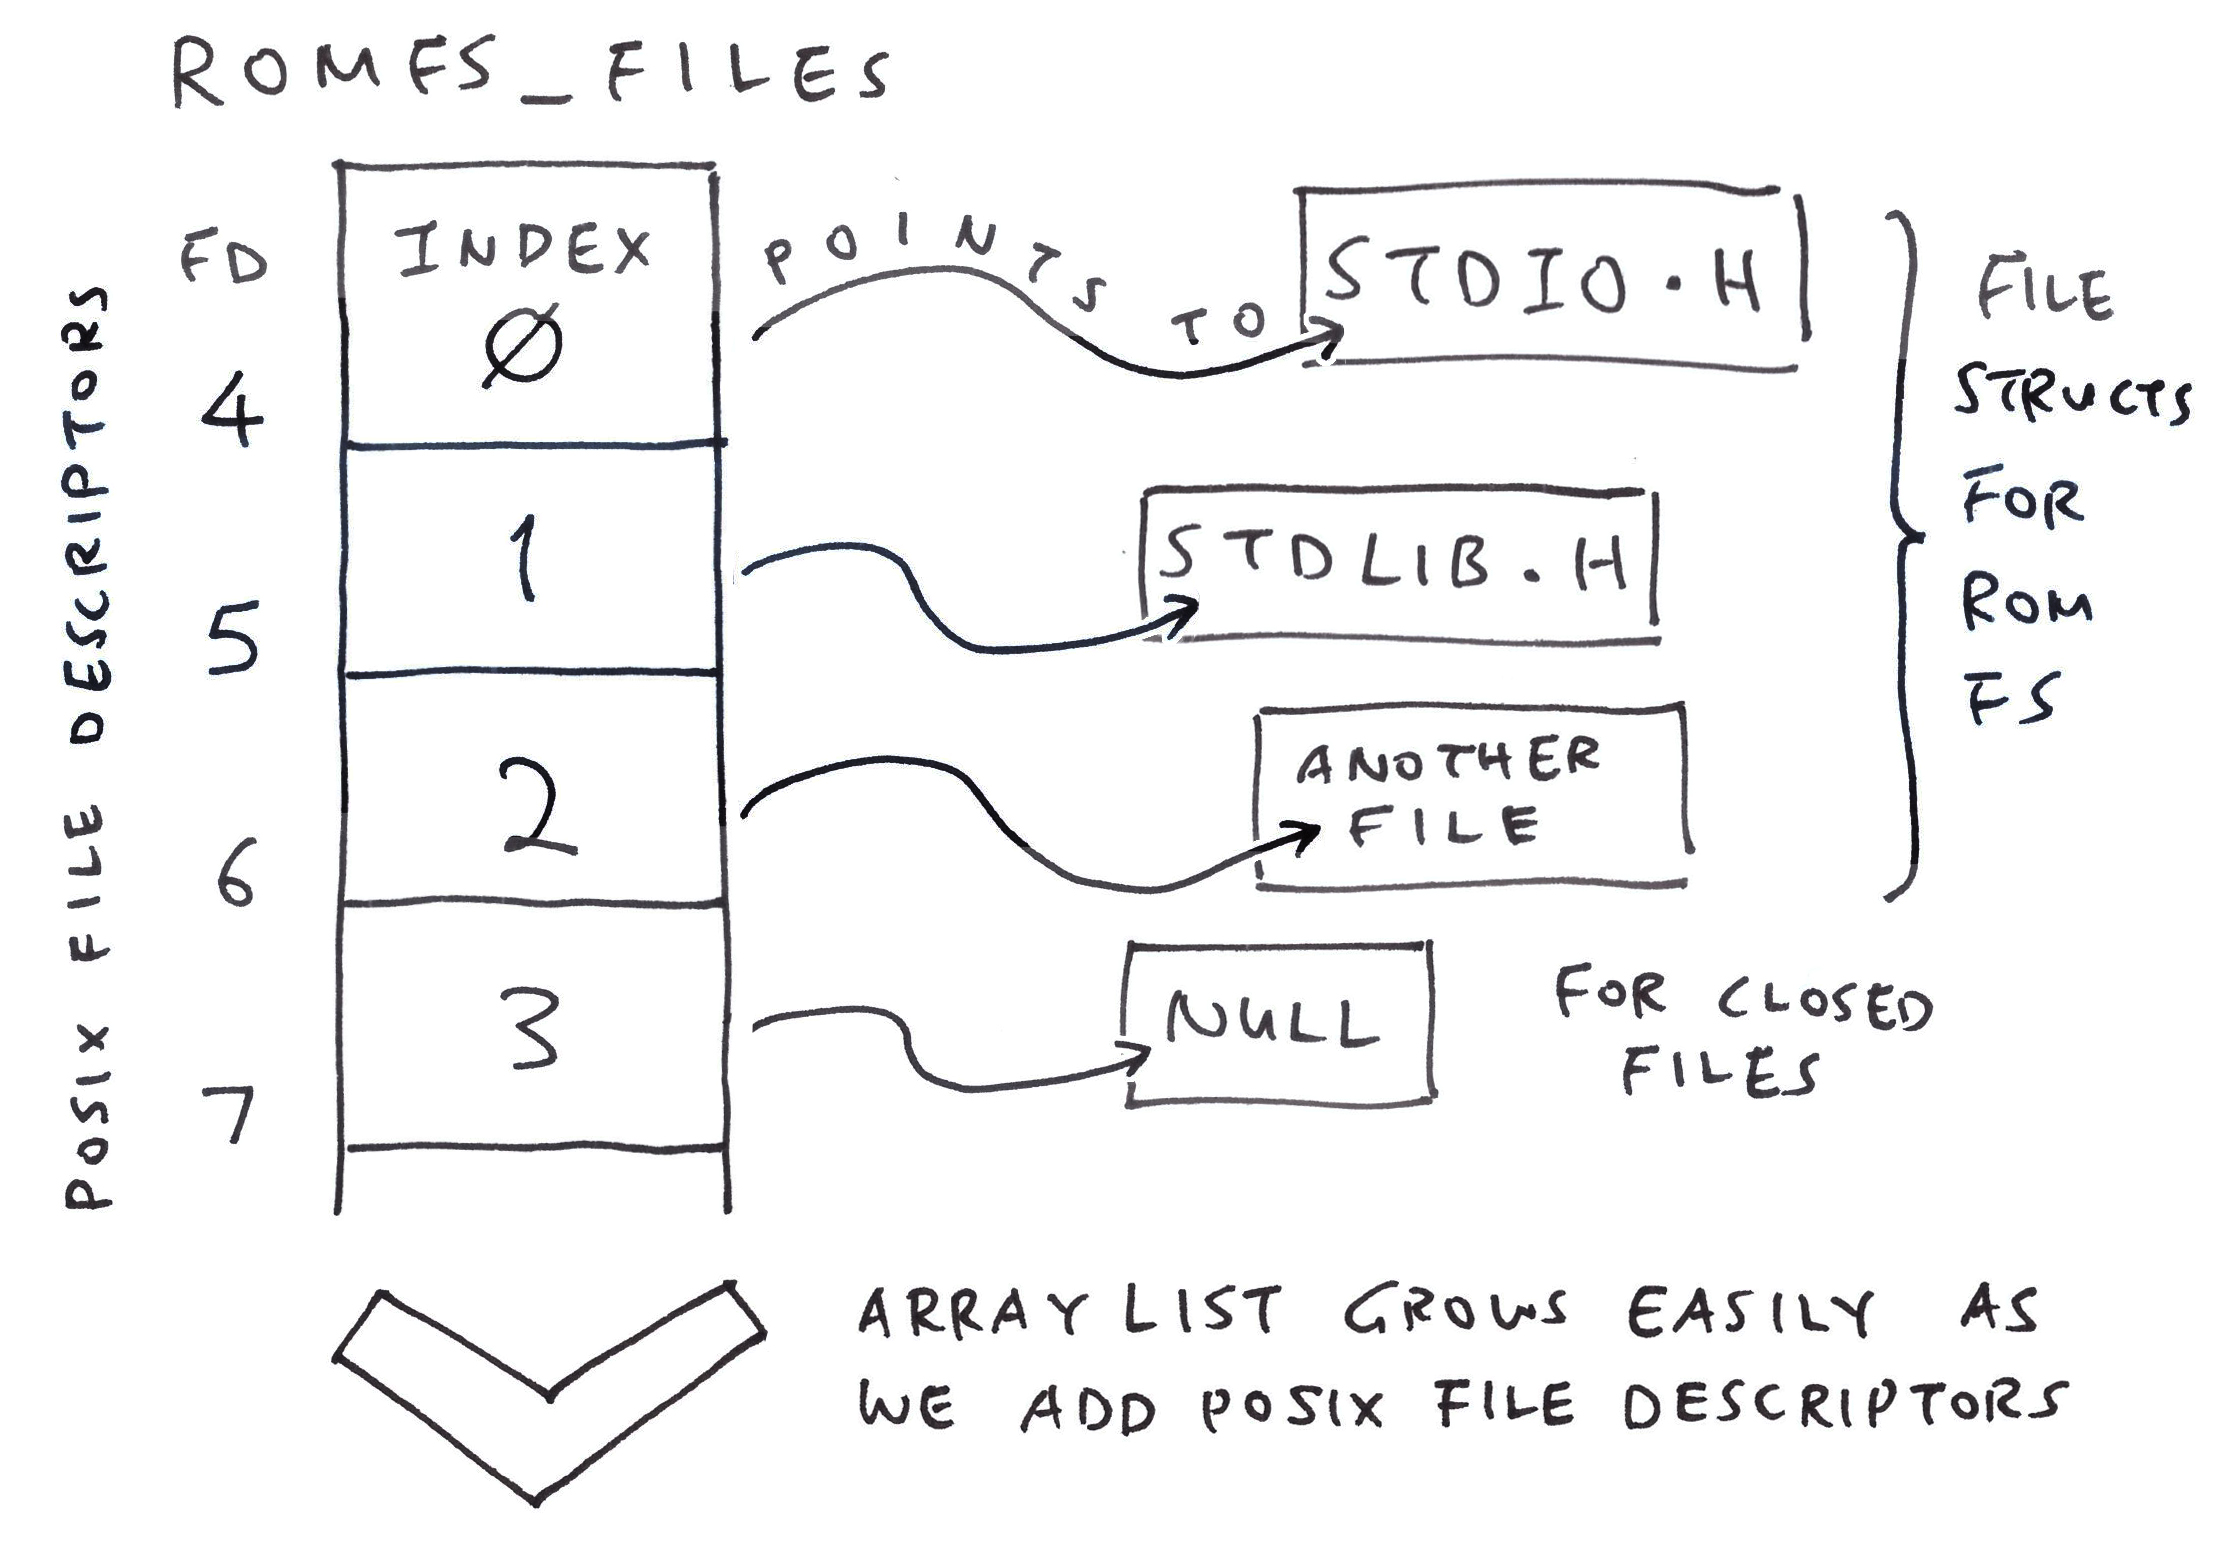 ROMFS_FILES
POSIX FILE DESCRIPTORS
FD
INDEX
Ø
4
POINTS TO
STDIO.H
1
5
STDLIB.H
2
6
ANOTHER
FILE
3
7
NULL
FOR CLOSED
FILES
FILE
STRUCTS
FOR
ROM
FS
ARRAY LIST GROWS EASILY AS
WE ADD POSIX FILE DESCRIPTORS